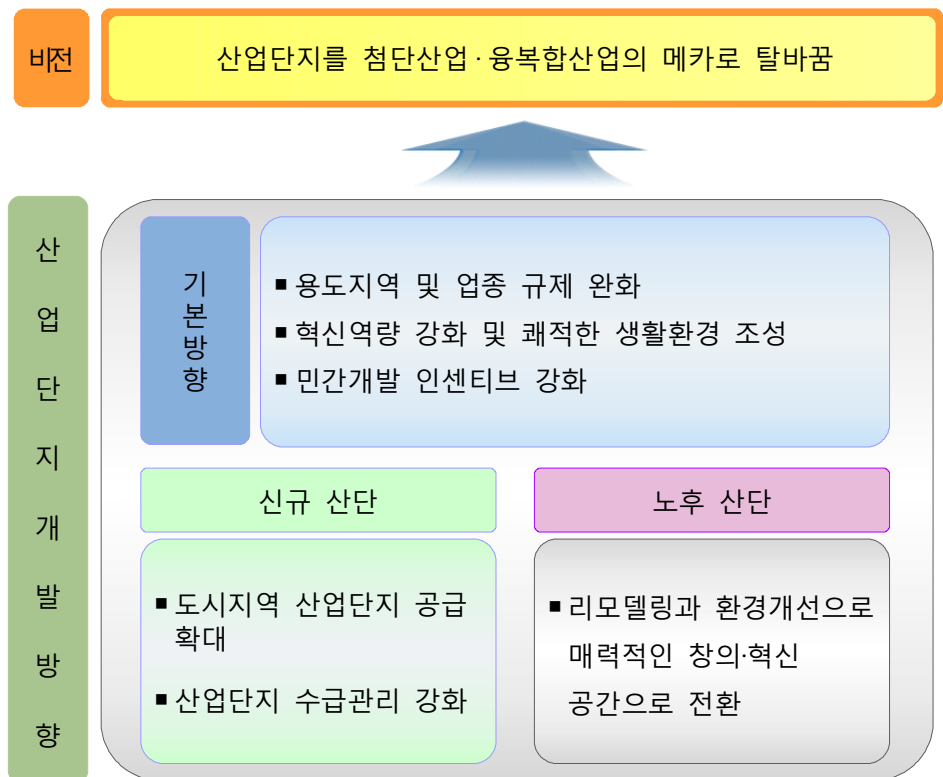 비전
산업단지를 첨단산업·융복합산업의 메카로 탈바꿈
산업단지개발방향
기본방향
▪ 용도지역 및 업종 규제 완화
▪ 혁신역량 강화 및 쾌적한 생활환경 조성
▪ 민간개발 인센티브 강화
신규 산단
▪ 도시지역 산업단지 공급
확대
▪ 산업단지 수급관리 강화
노후 산단
▪ 리모델링과 환경개선으로
매력적인 창의·혁신
공간으로 전환